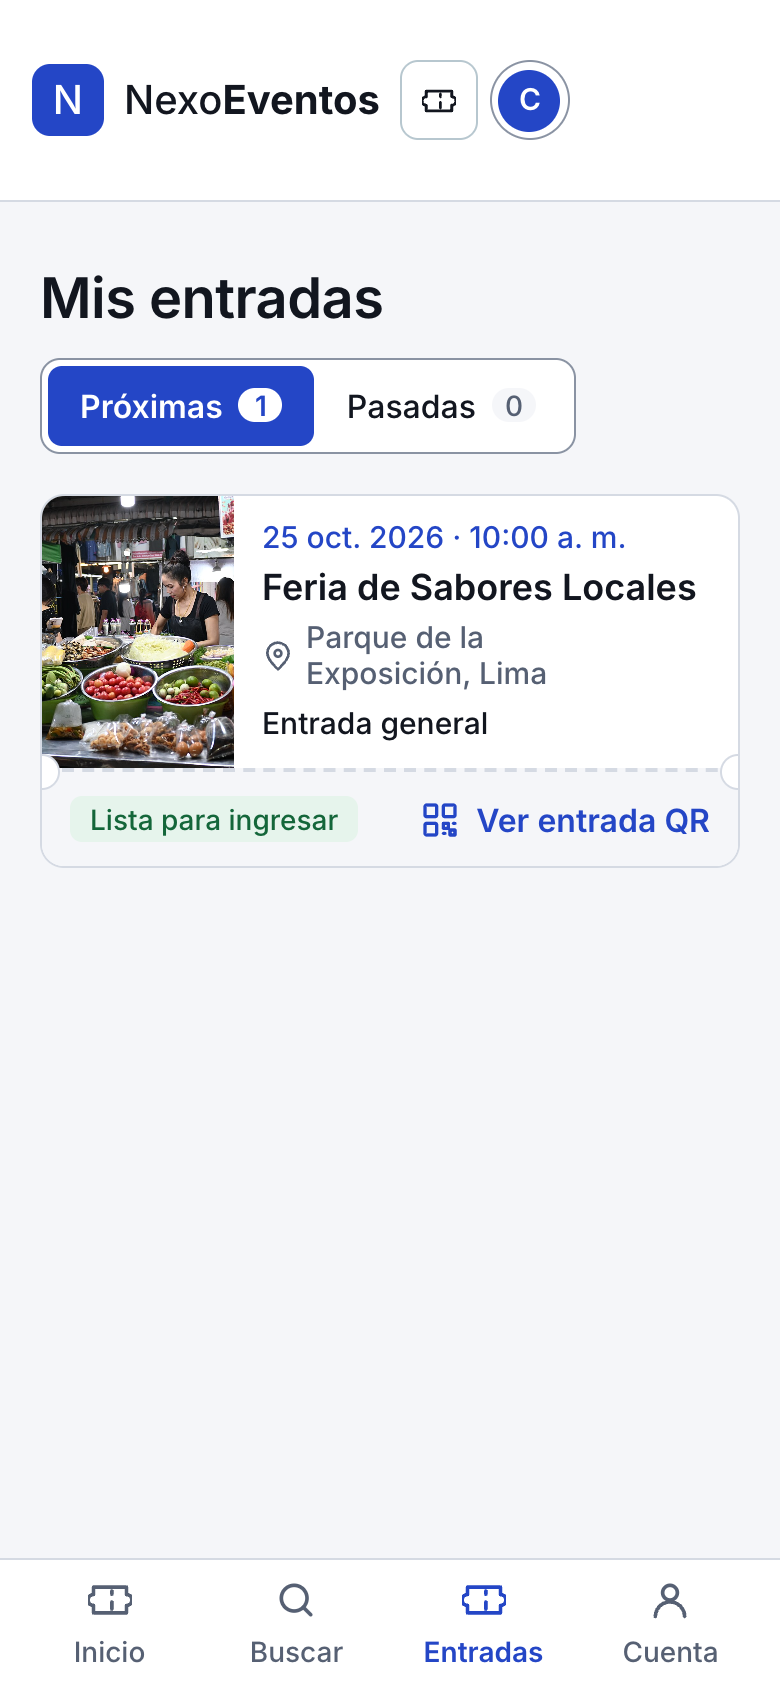 N NexoEventos C
Mis entradas
Próximas 1 Pasadas 0
25 oct. 2026 · 10:00 a. m.
Feria de Sabores Locales
Parque de la
Exposición, Lima
Entrada general
Lista para ingresar Ver entrada QR
Inicio Buscar Entradas Cuenta